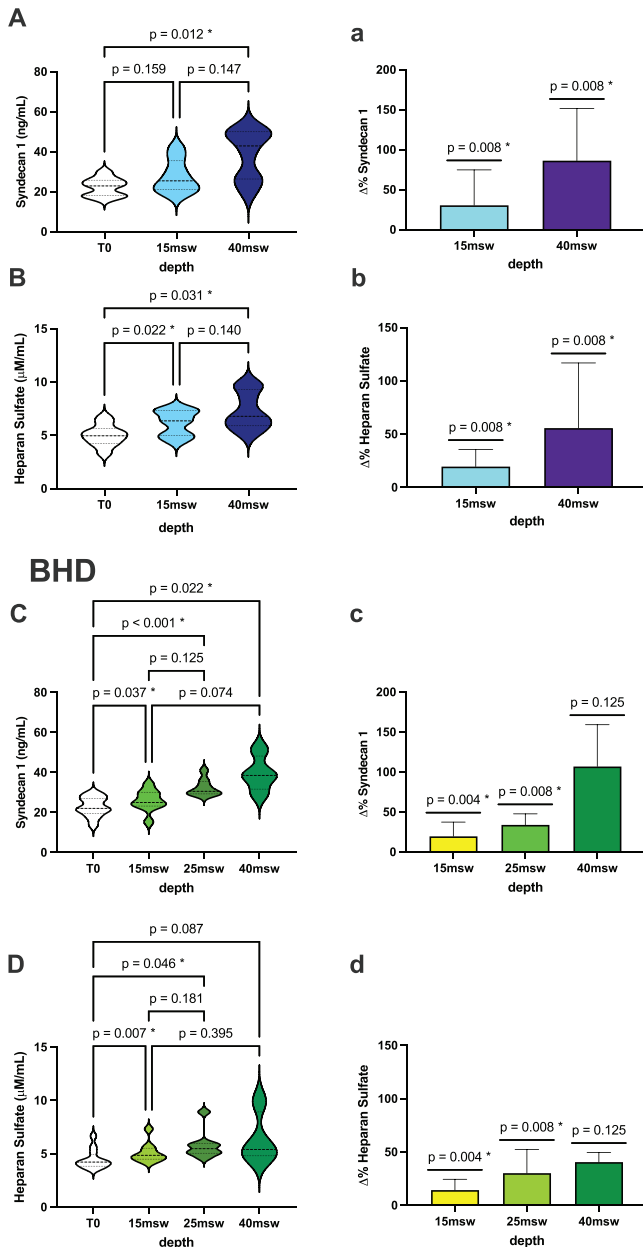 A
p = 0.012 *
p = 0.159
p = 0.147
Syndecan 1 (ng/mL)
80
60
40
20
0
T0
15msw
40msw
depth
a
Δ% Syndecan 1
200
150
100
50
0
p = 0.008 *
p = 0.008 *
15msw
40msw
depth
B
p = 0.031 *
p = 0.022 *
p = 0.140
Heparan Sulfate (μM/mL)
15
10
5
0
T0
15msw
40msw
depth
b
Δ% Heparan Sulfate
150
100
50
0
p = 0.008 *
p = 0.008 *
15msw
40msw
depth
BHD
C
p = 0.022 *
p < 0.001 *
p = 0.125
p = 0.037 *
p = 0.074
Syndecan 1 (ng/mL)
80
60
40
20
0
T0
15msw
25msw
40msw
depth
c
Δ% Syndecan 1
200
150
100
50
0
p = 0.004 *
p = 0.008 *
p = 0.125
15msw
25msw
40msw
depth
D
p = 0.087
p = 0.046 *
p = 0.181
p = 0.007 *
p = 0.395
Heparan Sulfate (μM/mL)
15
10
5
0
T0
15msw
25msw
40msw
depth
d
Δ% Heparan Sulfate
150
100
50
0
p = 0.004 *
p = 0.008 *
p = 0.125
15msw
25msw
40msw
depth